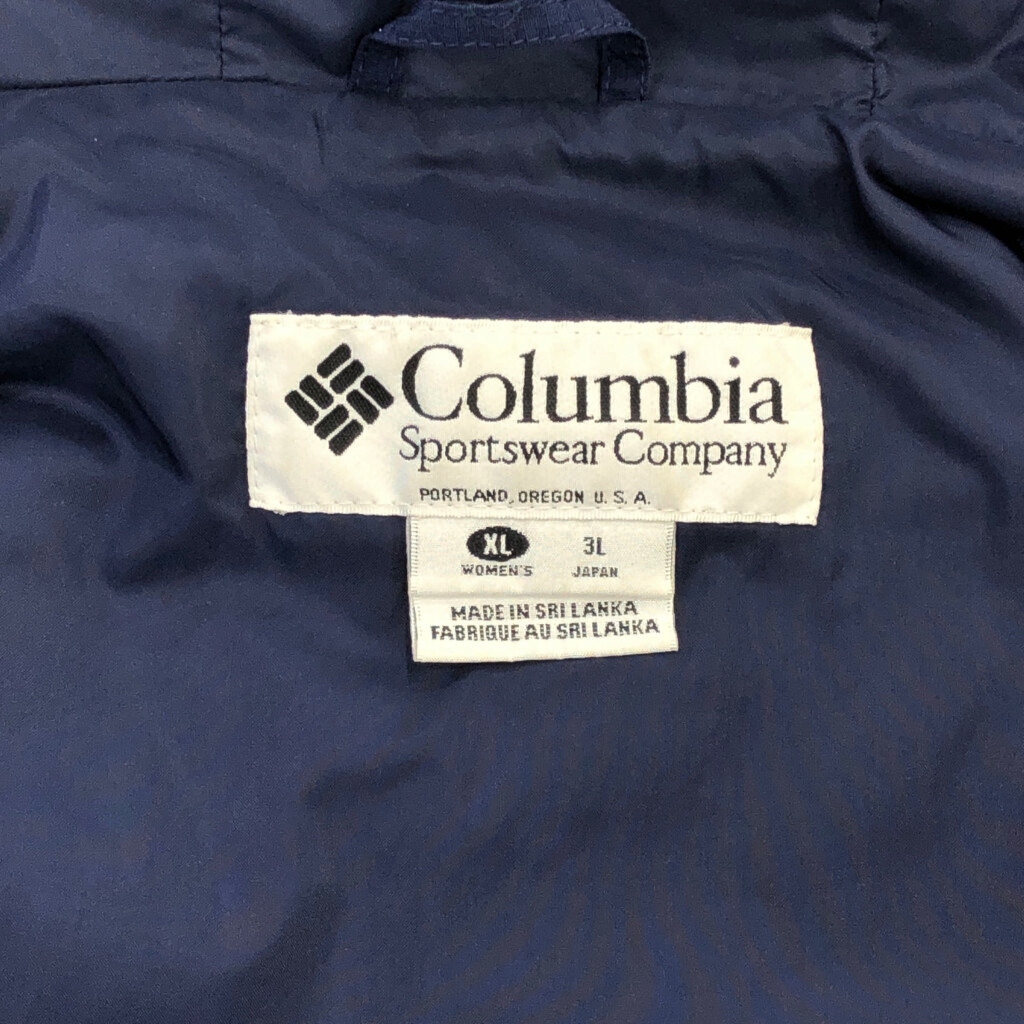 Columbia
Sportswear Company
PORTLAND, OREGON U. S. A.
XL 3L
WOMEN'S JAPAN
MADE IN SRI LANKA
FABRIQUE AU SRI LANKA